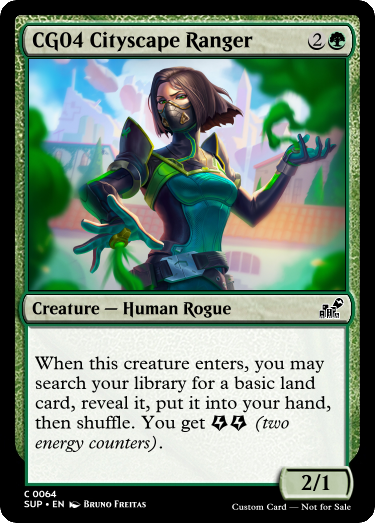 CG04 Cityscape Ranger 2
Creature — Human Rogue
When this creature enters, you may
search your library for a basic land
card, reveal it, put it into your hand,
then shuffle. You get (two
energy counters).
2/1
C 0064
SUP • EN Bruno Freitas
Custom Card — Not for Sale